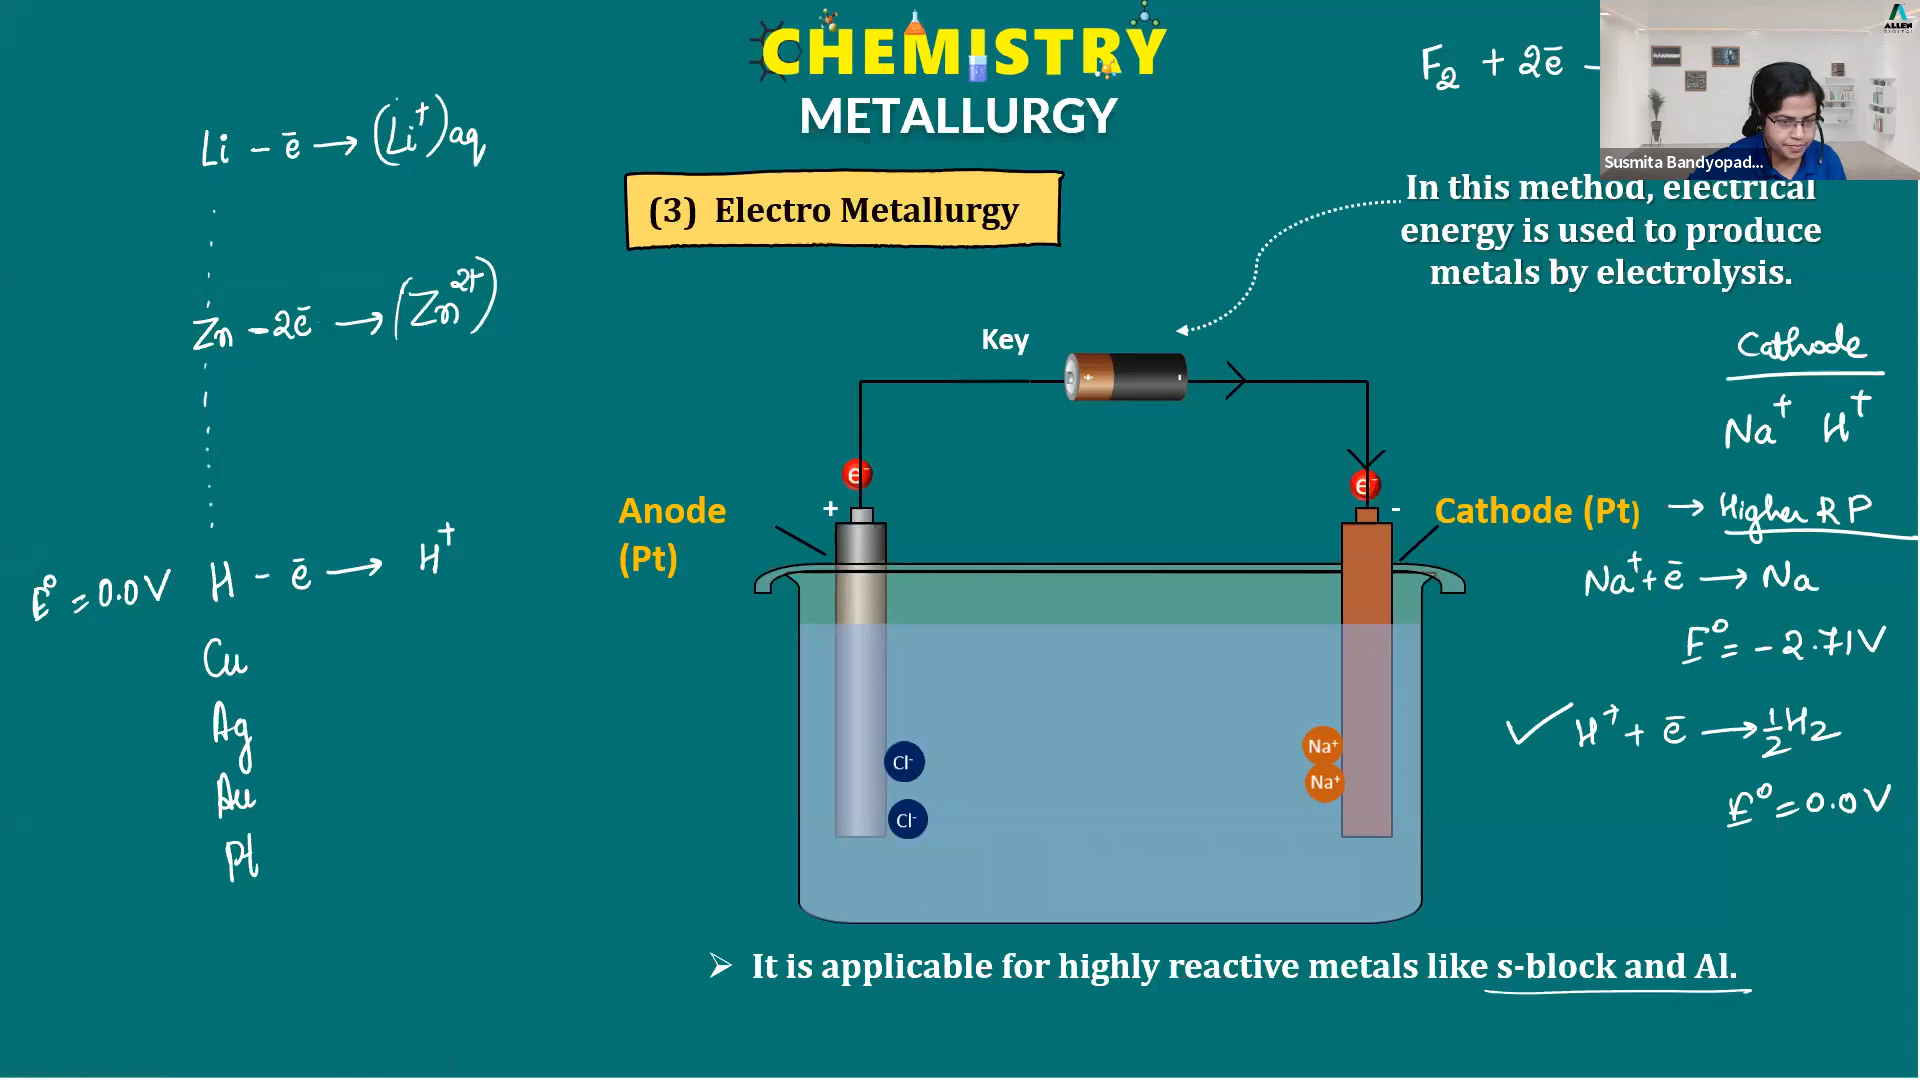 CHEMISTRY
METALLURGY
(3) Electro Metallurgy
F₂ + 2ē –
ALLEN
DIGITAL
Susmita Bandyopad...
In this method, electrical
energy is used to produce
metals by electrolysis.
Li – ē → (Li⁺)aq
Zn – 2ē → (Zn²⁺)
E° = 0.0V H – ē → H⁺
Cu
Ag
Au
Pt
Key
+ -
e⁻
e⁻
Anode
(Pt)
+
-
Cathode (Pt)
Cl⁻
Cl⁻
Na⁺
Na⁺
Cathode
Na⁺ H⁺
→ Higher RP
Na⁺ + ē → Na
E° = – 2.71V
✓ H⁺ + ē → ½H₂
E° = 0.0V
➢ It is applicable for highly reactive metals like s-block and Al.